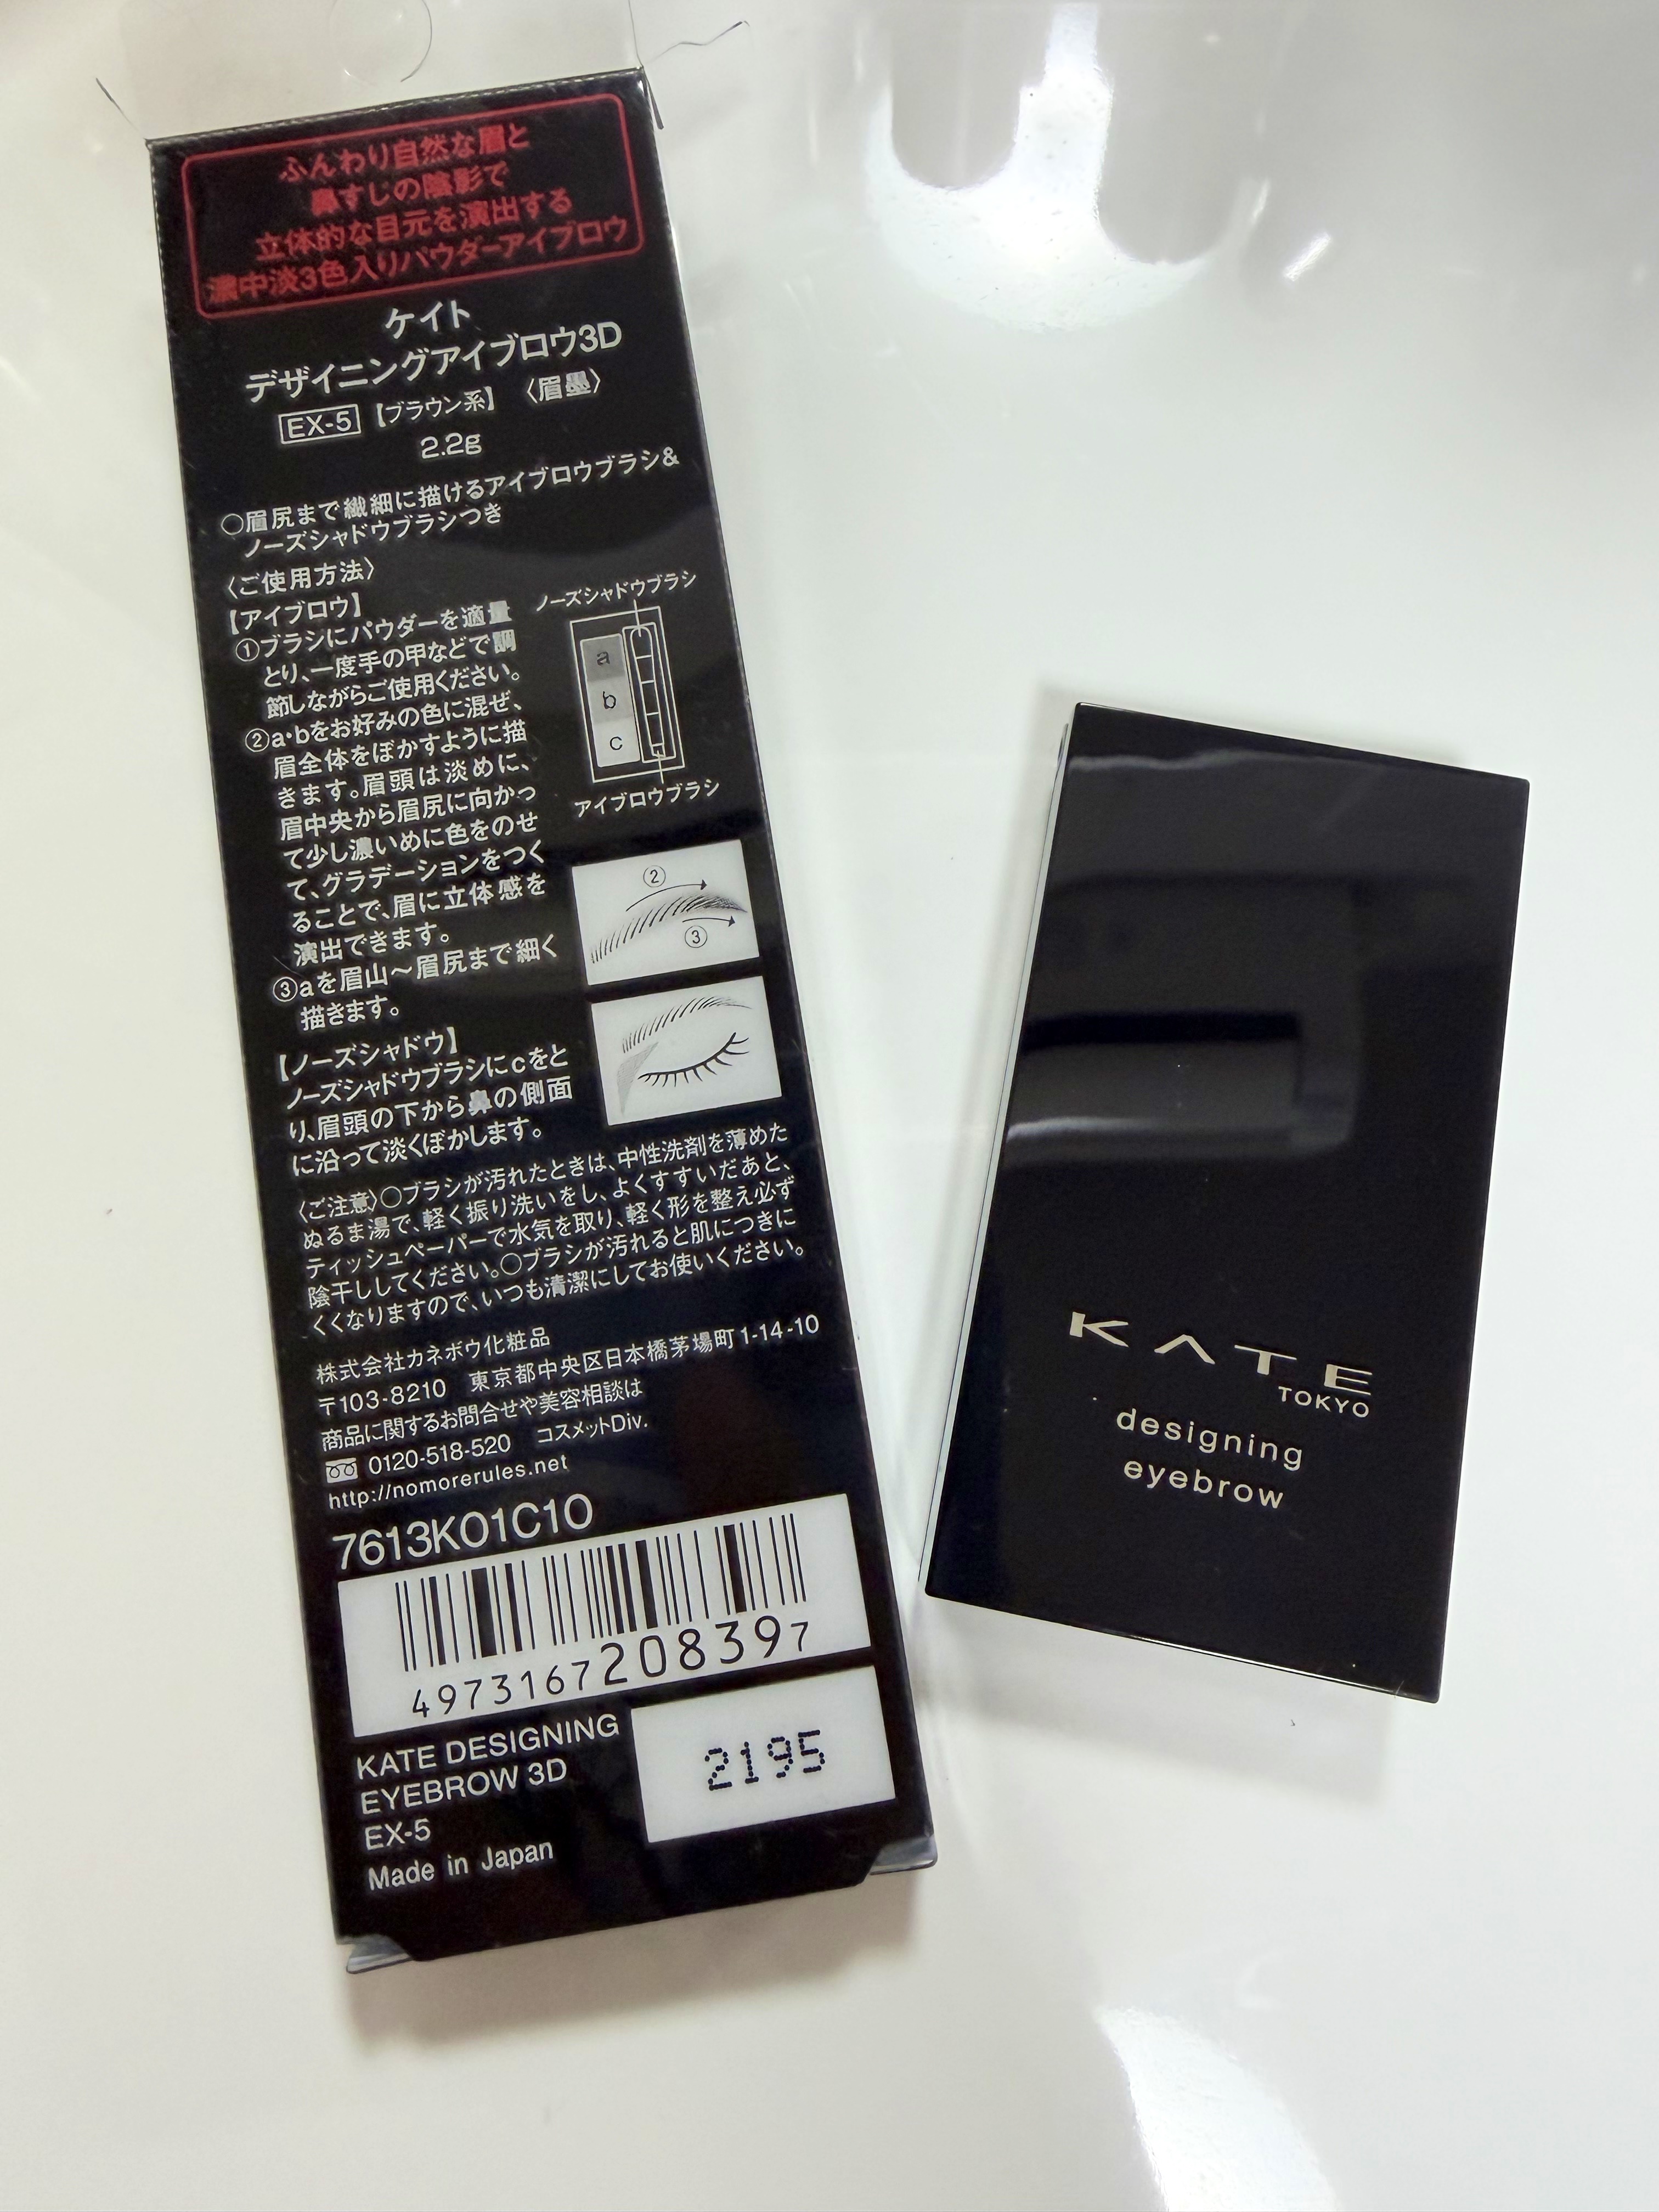 ふんわり自然な眉と
鼻すじの陰影で
立体的な目元を演出する
濃中淡3色入りパウダーアイブロウ
ケイト
デザイニングアイブロウ3D
EX-5 【ブラウン系】 〈眉墨〉
2.2g
○眉尻まで繊細に描けるアイブロウブラシ&
ノーズシャドウブラシつき
〈ご使用方法〉
【アイブロウ】
①ブラシにパウダーを適量
とり、一度手の甲などで調
節しながらご使用ください。
②a・bをお好みの色に混ぜ、
眉全体をぼかすように描
きます。眉頭は淡めに、
眉中央から眉尻に向かっ
て少し濃いめに色をのせ
て、グラデーションをつく
ることで、眉に立体感を
演出できます。
③aを眉山～眉尻まで細く
描きます。
ノーズシャドウブラシ
a
b
c
アイブロウブラシ
②
③
【ノーズシャドウ】
ノーズシャドウブラシにcをと
り、眉頭の下から鼻の側面
に沿って淡くぼかします。
〈ご注意〉○ブラシが汚れたときは、中性洗剤を薄めた
ぬるま湯で、軽く振り洗いをし、よくすすいだあと、
ティッシュペーパーで水気を取り、軽く形を整え必ず
陰干ししてください。○ブラシが汚れると肌につきに
くくなりますので、いつも清潔にしてお使いください。
株式会社カネボウ化粧品
〒103-8210 東京都中央区日本橋茅場町1-14-10
商品に関するお問合せや美容相談は
0120-518-520 コスメットDiv.
http://nomorerules.net
7613K01C10
4973167208397
KATE DESIGNING
EYEBROW 3D
EX-5
Made in Japan
2195
KATE
TOKYO
designing
eyebrow